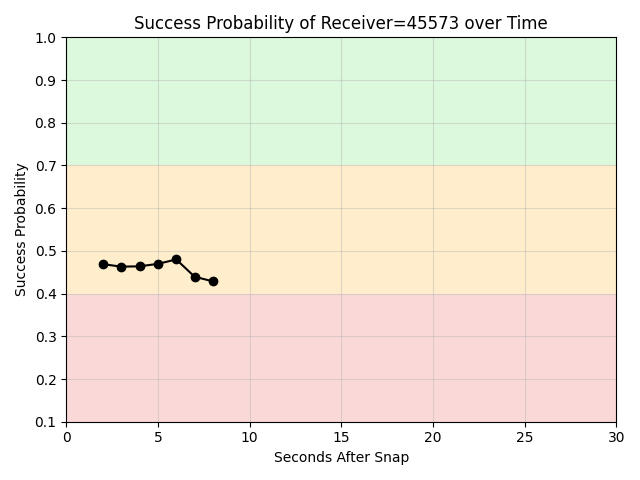 Success Probability of Receiver=45573 over Time
1.0
0.9
0.8
0.7
0.6
0.5
0.4
0.3
0.2
0.1
Success Probability
0 5 10 15 20 25 30
Seconds After Snap